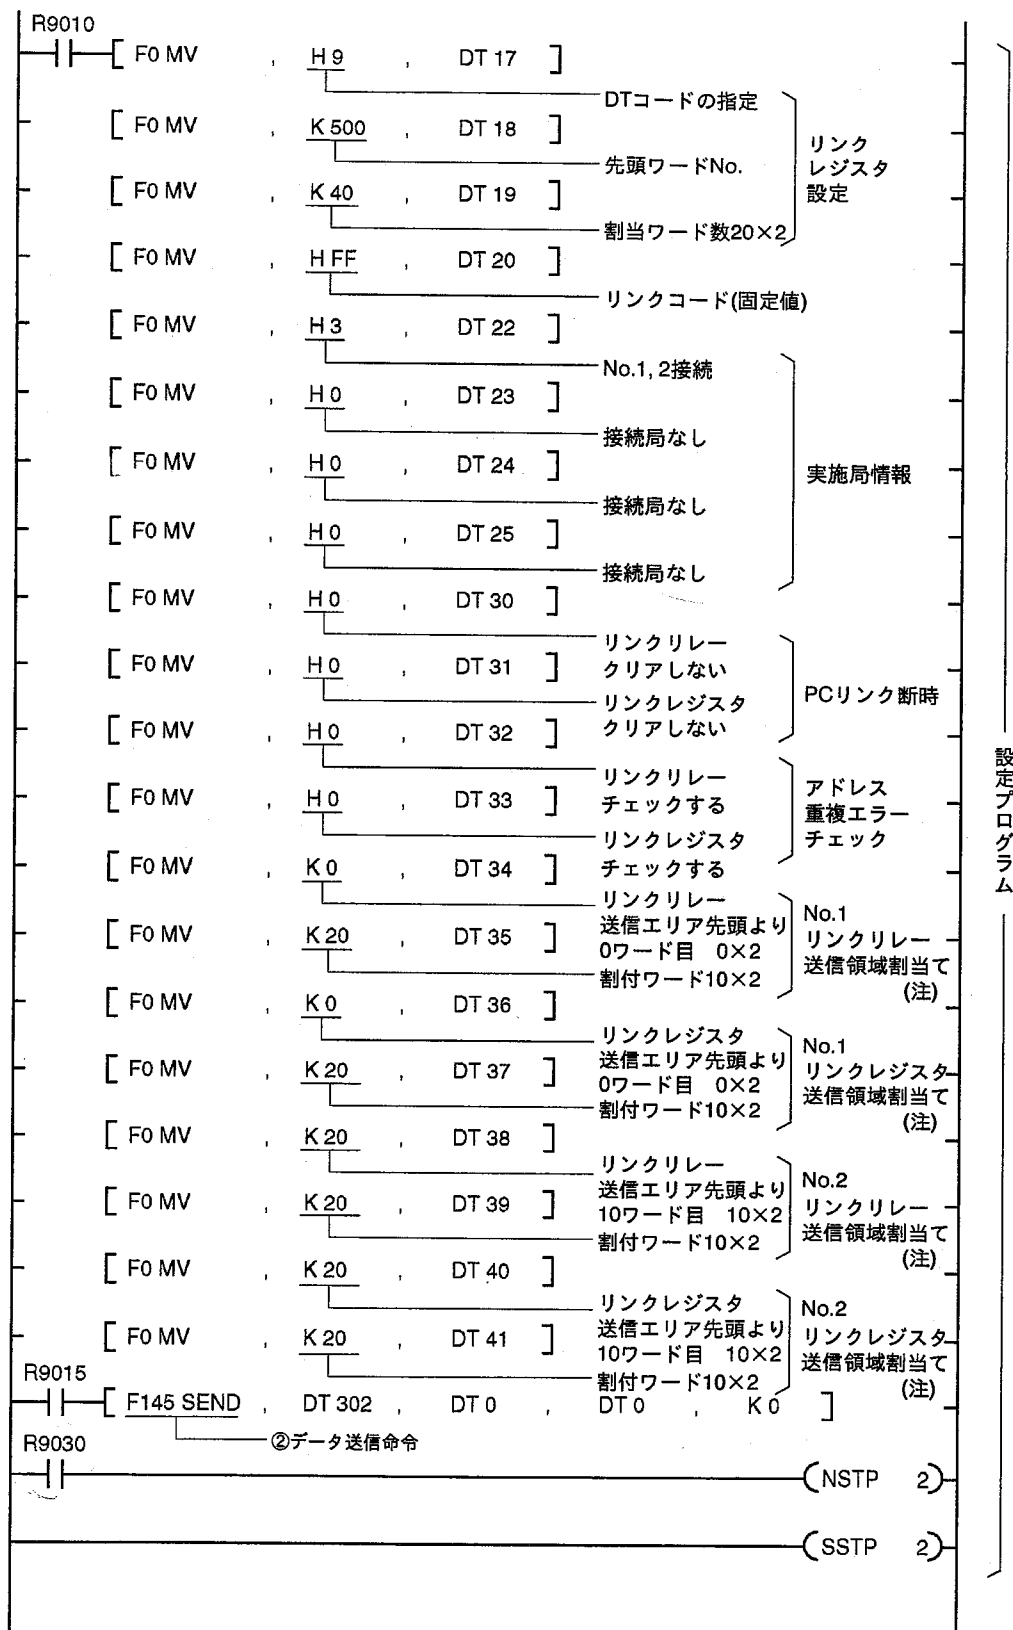 R9010
[ F0 MV , H 9 , DT 17 ]
DTコードの指定
[ F0 MV , K 500 , DT 18 ]
先頭ワードNo.
[ F0 MV , K 40 , DT 19 ]
割当ワード数20×2
リンク
レジスタ
設定
[ F0 MV , H FF , DT 20 ]
リンクコード(固定値)
[ F0 MV , H 3 , DT 22 ]
No.1, 2接続
[ F0 MV , H 0 , DT 23 ]
接続局なし
[ F0 MV , H 0 , DT 24 ]
接続局なし
[ F0 MV , H 0 , DT 25 ]
接続局なし
実施局情報
[ F0 MV , H 0 , DT 30 ]
リンクリレー
クリアしない
[ F0 MV , H 0 , DT 31 ]
リンクレジスタ
クリアしない
PCリンク断時
[ F0 MV , H 0 , DT 32 ]
リンクリレー
チェックする
[ F0 MV , H 0 , DT 33 ]
リンクレジスタ
チェックする
アドレス
重複エラー
チェック
[ F0 MV , K 0 , DT 34 ]
リンクリレー
送信エリア先頭より
0ワード目 0×2
[ F0 MV , K 20 , DT 35 ]
割付ワード10×2
No.1
リンクリレー
送信領域割当て
(注)
[ F0 MV , K 0 , DT 36 ]
リンクレジスタ
送信エリア先頭より
0ワード目 0×2
[ F0 MV , K 20 , DT 37 ]
割付ワード10×2
No.1
リンクレジスタ
送信領域割当て
(注)
[ F0 MV , K 20 , DT 38 ]
リンクリレー
送信エリア先頭より
10ワード目 10×2
[ F0 MV , K 20 , DT 39 ]
割付ワード10×2
No.2
リンクリレー
送信領域割当て
(注)
[ F0 MV , K 20 , DT 40 ]
リンクレジスタ
送信エリア先頭より
10ワード目 10×2
[ F0 MV , K 20 , DT 41 ]
割付ワード10×2
No.2
リンクレジスタ
送信領域割当て
(注)
R9015
[ F145 SEND , DT 302 , DT 0 , DT 0 , K 0 ]
②データ送信命令
R9030
(NSTP 2)
(SSTP 2)
設定プログラム